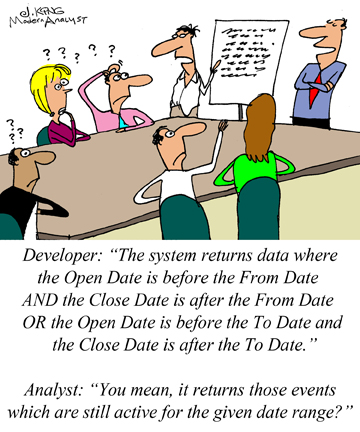 J. KING
Modern Analyst
? ? ? ? ? ? ?
? ? ?
Developer: “The system returns data where
the Open Date is before the From Date
AND the Close Date is after the From Date
OR the Open Date is before the To Date and
the Close Date is after the To Date.”
Analyst: “You mean, it returns those events
which are still active for the given date range?”